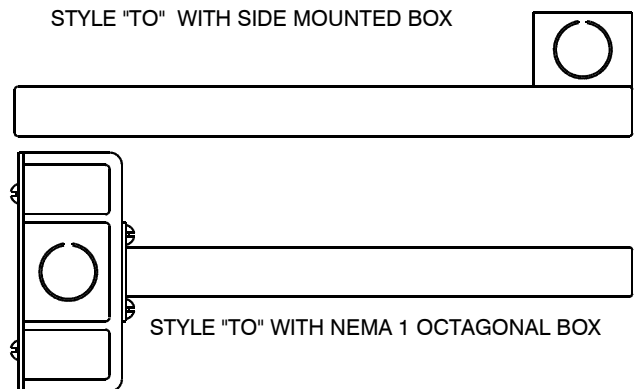 STYLE "TO" WITH SIDE MOUNTED BOX
STYLE "TO" WITH NEMA 1 OCTAGONAL BOX